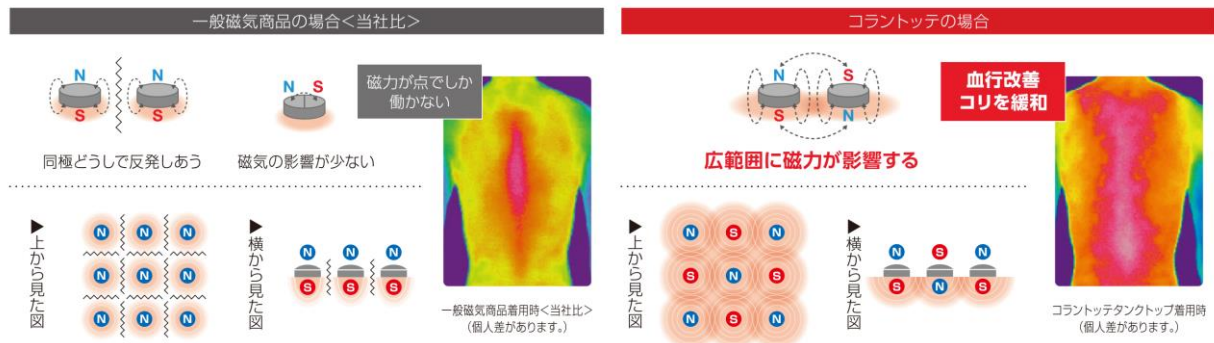 一般磁気商品の場合<当社比>
N
N
S
S
同極どうしで反発しあう
N S
磁気の影響が少ない
磁力が点でしか
働かない
▶上から見た図
N N N
N N N
N N N
▶横から見た図
N N N
S S S
一般磁気商品着用時<当社比>
(個人差があります。)
コラントッテの場合
N S
S N
広範囲に磁力が影響する
血行改善
コリを緩和
▶上から見た図
N S N
S N S
N S N
▶横から見た図
N S N
S N S
コラントッテタンクトップ着用時
(個人差があります。)